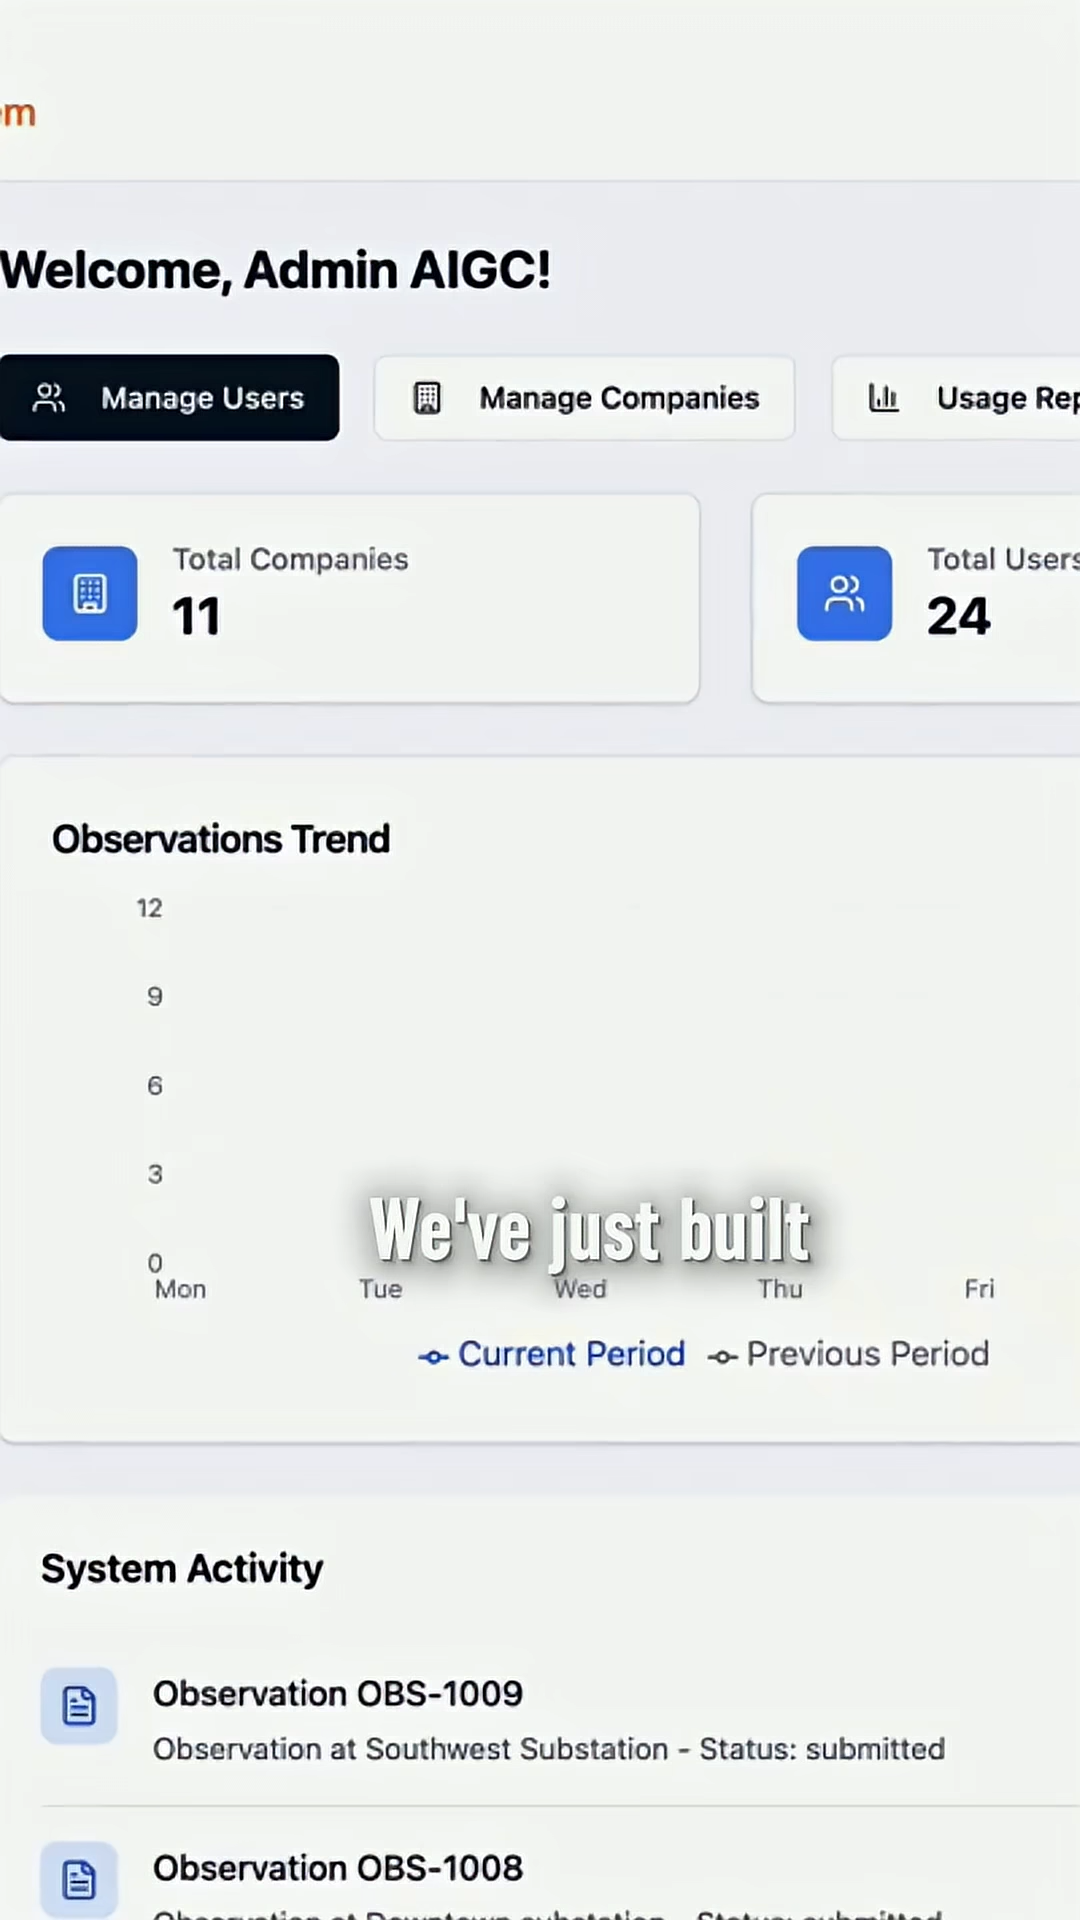 Welcome, Admin AIGC!
Manage Users
Manage Companies
Usage
Total Companies
11
Total Users
24
Observations Trend
12
9
6
3
0
Mon Tue Wed Thu Fri
We've just built
Current Period Previous Period
System Activity
Observation OBS-1009
Observation at Southwest Substation - Status: submitted
Observation OBS-1008